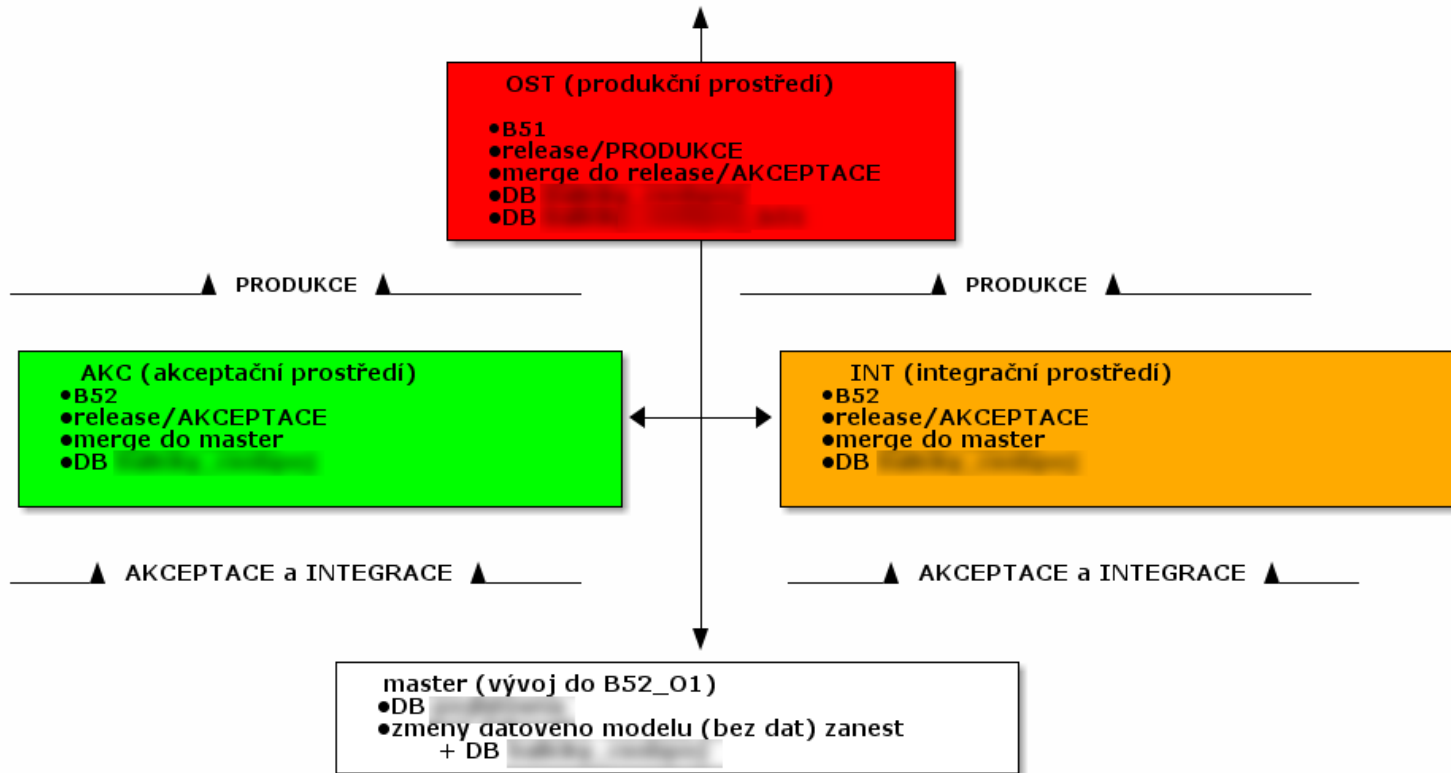 OST (produkční prostředí)
●B51
●release/PRODUKCE
●merge do release/AKCEPTACE
●DB
●DB
PRODUKCE
PRODUKCE
AKC (akceptační prostředí)
●B52
●release/AKCEPTACE
●merge do master
●DB
INT (integrační prostředí)
●B52
●release/AKCEPTACE
●merge do master
●DB
AKCEPTACE a INTEGRACE
AKCEPTACE a INTEGRACE
master (vývoj do B52_O1)
●DB
●změny datového modelu (bez dat) zanest
+ DB